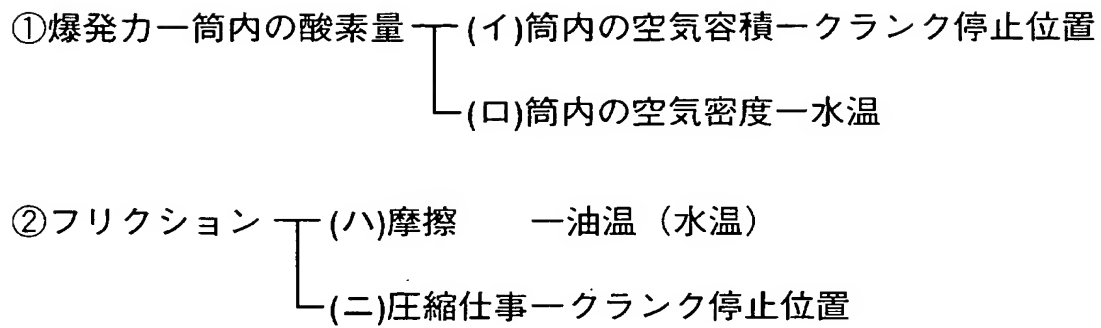 ①爆発力ー筒内の酸素量 (イ)筒内の空気容積ークランク停止位置
(ロ)筒内の空気密度ー水温
②フリクション (ハ)摩擦 ー油温（水温）
(ニ)圧縮仕事ークランク停止位置